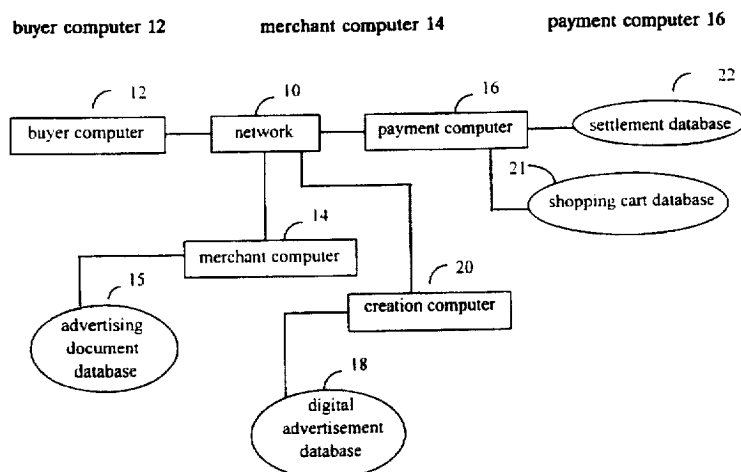 buyer computer 12 merchant computer 14 payment computer 16
12 10 16 22
buyer computer network payment computer settlement database
21
shopping cart database
14
merchant computer
15 20
advertising
document
database
creation computer
18
digital
advertisement
database